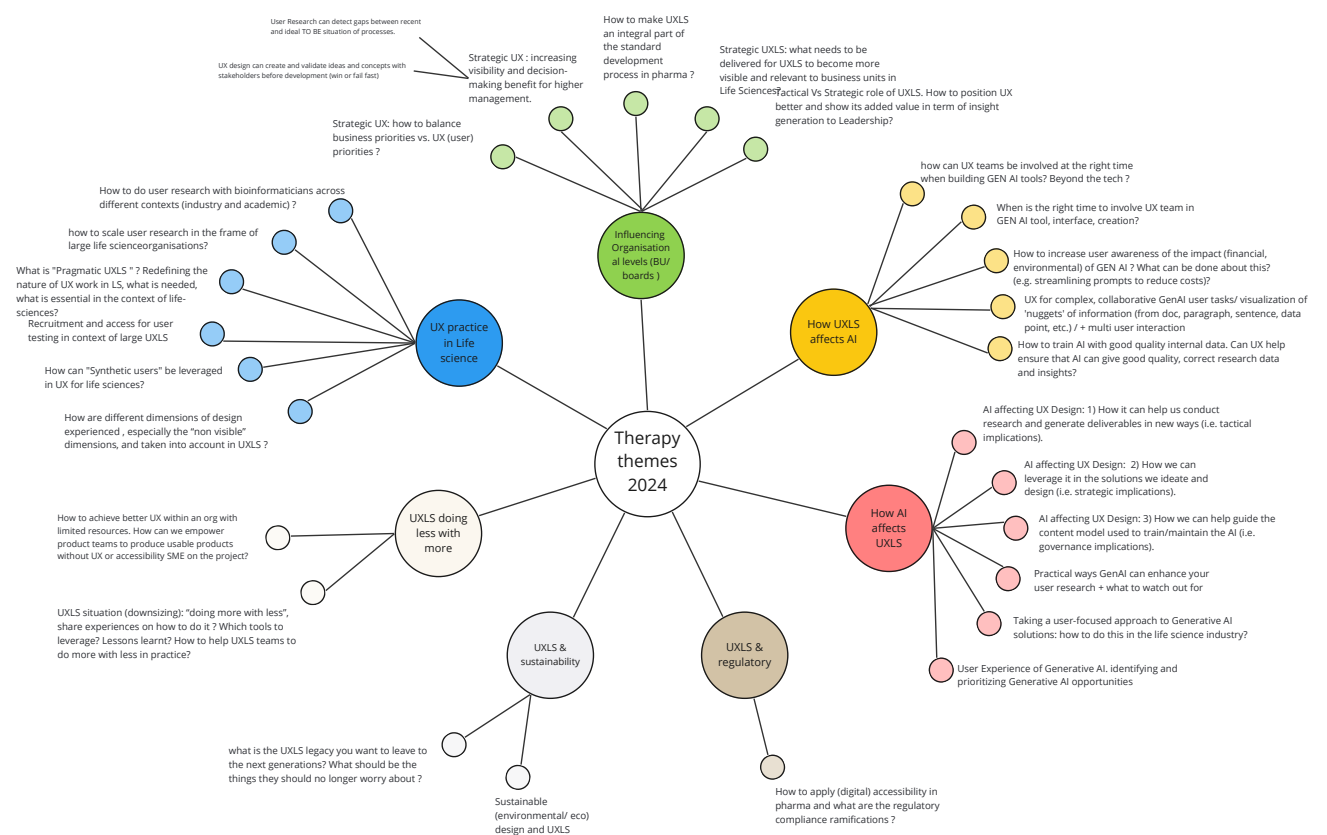 User Research can detect gaps between recent
and ideal TO BE situation of processes.
UX design can create and validate ideas and concepts with
stakeholders before development (win or fail fast)
Strategic UX : increasing
visibility and decision-
making benefit for higher
management.
How to make UXLS
an integral part of
the standard
development
process in pharma ?
Strategic UXLS: what needs to be
delivered for UXLS to become more
visible and relevant to business units in
Life Sciences?
Tactical Vs Strategic role of UXLS. How to position UX
better and show its added value in term of insight
generation to Leadership?
Strategic UX: how to balance
business priorities vs. UX (user)
priorities ?
Influencing
Organisation
al levels (BU/
boards )
How to do user research with bioinformaticians across
different contexts (industry and academic) ?
how to scale user research in the frame of
large life scienceorganisations?
What is "Pragmatic UXLS " ? Redefining the
nature of UX work in LS, what is needed,
what is essential in the context of life-
sciences?
Recruitment and access for user
testing in context of large UXLS
How can "Synthetic users" be leveraged
in UX for life sciences?
How are different dimensions of design
experienced , especially the “non visible”
dimensions, and taken into account in UXLS ?
UX practice
in Life
science
how can UX teams be involved at the right time
when building GEN AI tools? Beyond the tech ?
When is the right time to involve UX team in
GEN AI tool, interface, creation?
How to increase user awareness of the impact (financial,
environmental) of GEN AI ? What can be done about this?
(e.g. streamlining prompts to reduce costs)?
UX for complex, collaborative GenAI user tasks/ visualization of
'nuggets' of information (from doc, paragraph, sentence, data
point, etc.) / + multi user interaction
How to train AI with good quality internal data. Can UX help
ensure that AI can give good quality, correct research data
and insights?
How UXLS
affects AI
Therapy
themes
2024
AI affecting UX Design: 1) How it can help us conduct
research and generate deliverables in new ways (i.e. tactical
implications).
AI affecting UX Design:  2) How we can
leverage it in the solutions we ideate and
design (i.e. strategic implications).
AI affecting UX Design: 3) How we can help guide the
content model used to train/maintain the AI (i.e.
governance implications).
Practical ways GenAI can enhance your
user research + what to watch out for
Taking a user-focused approach to Generative AI
solutions: how to do this in the life science industry?
User Experience of Generative AI. identifying and
prioritizing Generative AI opportunities
How AI
affects
UXLS
UXLS doing
less with
more
How to achieve better UX within an org with
limited resources. How can we empower
product teams to produce usable products
without UX or accessibility SME on the project?
UXLS situation (downsizing): “doing more with less”,
share experiences on how to do it ? Which tools to
leverage? Lessons learnt? How to help UXLS teams to
do more with less in practice?
UXLS &
sustainability
what is the UXLS legacy you want to leave to
the next generations? What should be the
things they should no longer worry about ?
Sustainable
(environmental/ eco)
design and UXLS
UXLS &
regulatory
How to apply (digital) accessibility in
pharma and what are the regulatory
compliance ramifications ?